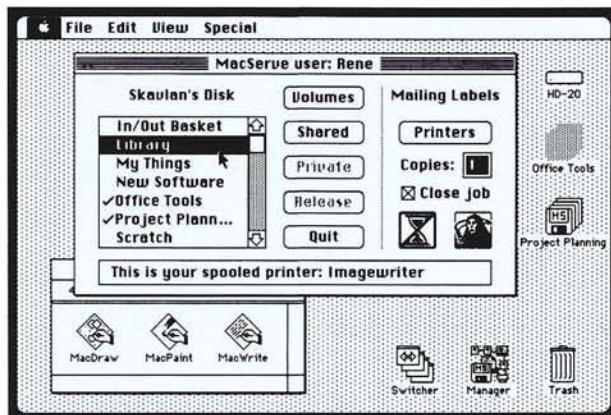 File Edit View Special
MacServe user: Rene
Skavlan's Disk
In/Out Basket
Library
My Things
New Software
✓Office Tools
✓Project Plann...
Scratch
Volumes
Shared
Private
Release
Quit
Mailing Labels
Printers
Copies: 1
☒ Close job
This is your spooled printer: Imagewriter
HD-20
Office Tools
HS
Project Planning
MacDraw
MacPaint
MacWrite
Switcher
HS
Manager
Trash